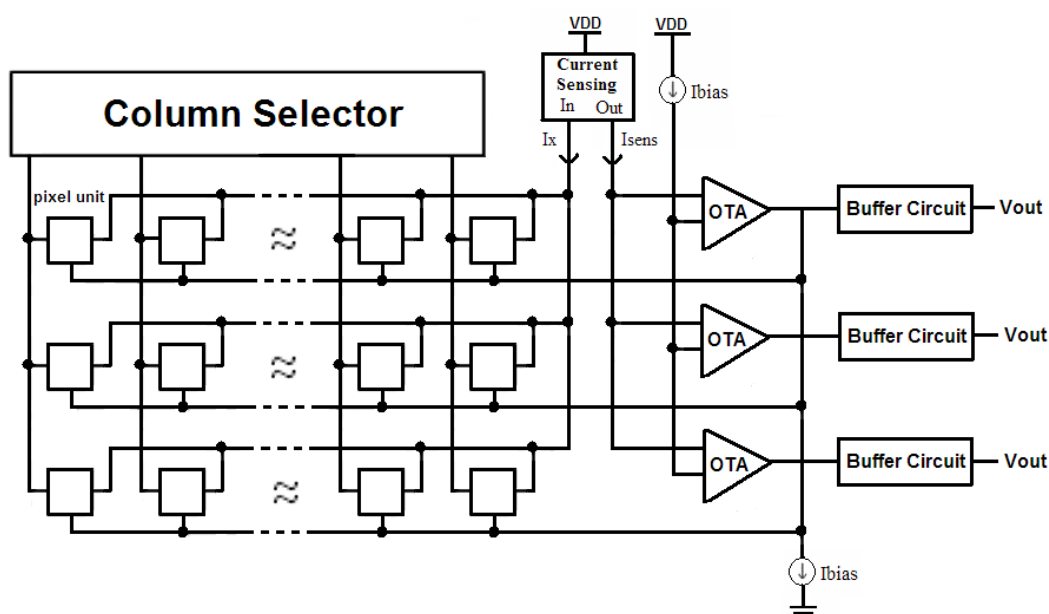 VDD
VDD
Current
Sensing
In
Out
Ibias
Column Selector
Ix
Isens
pixel unit
OTA
Buffer Circuit
Vout
OTA
Buffer Circuit
Vout
OTA
Buffer Circuit
Vout
Ibias